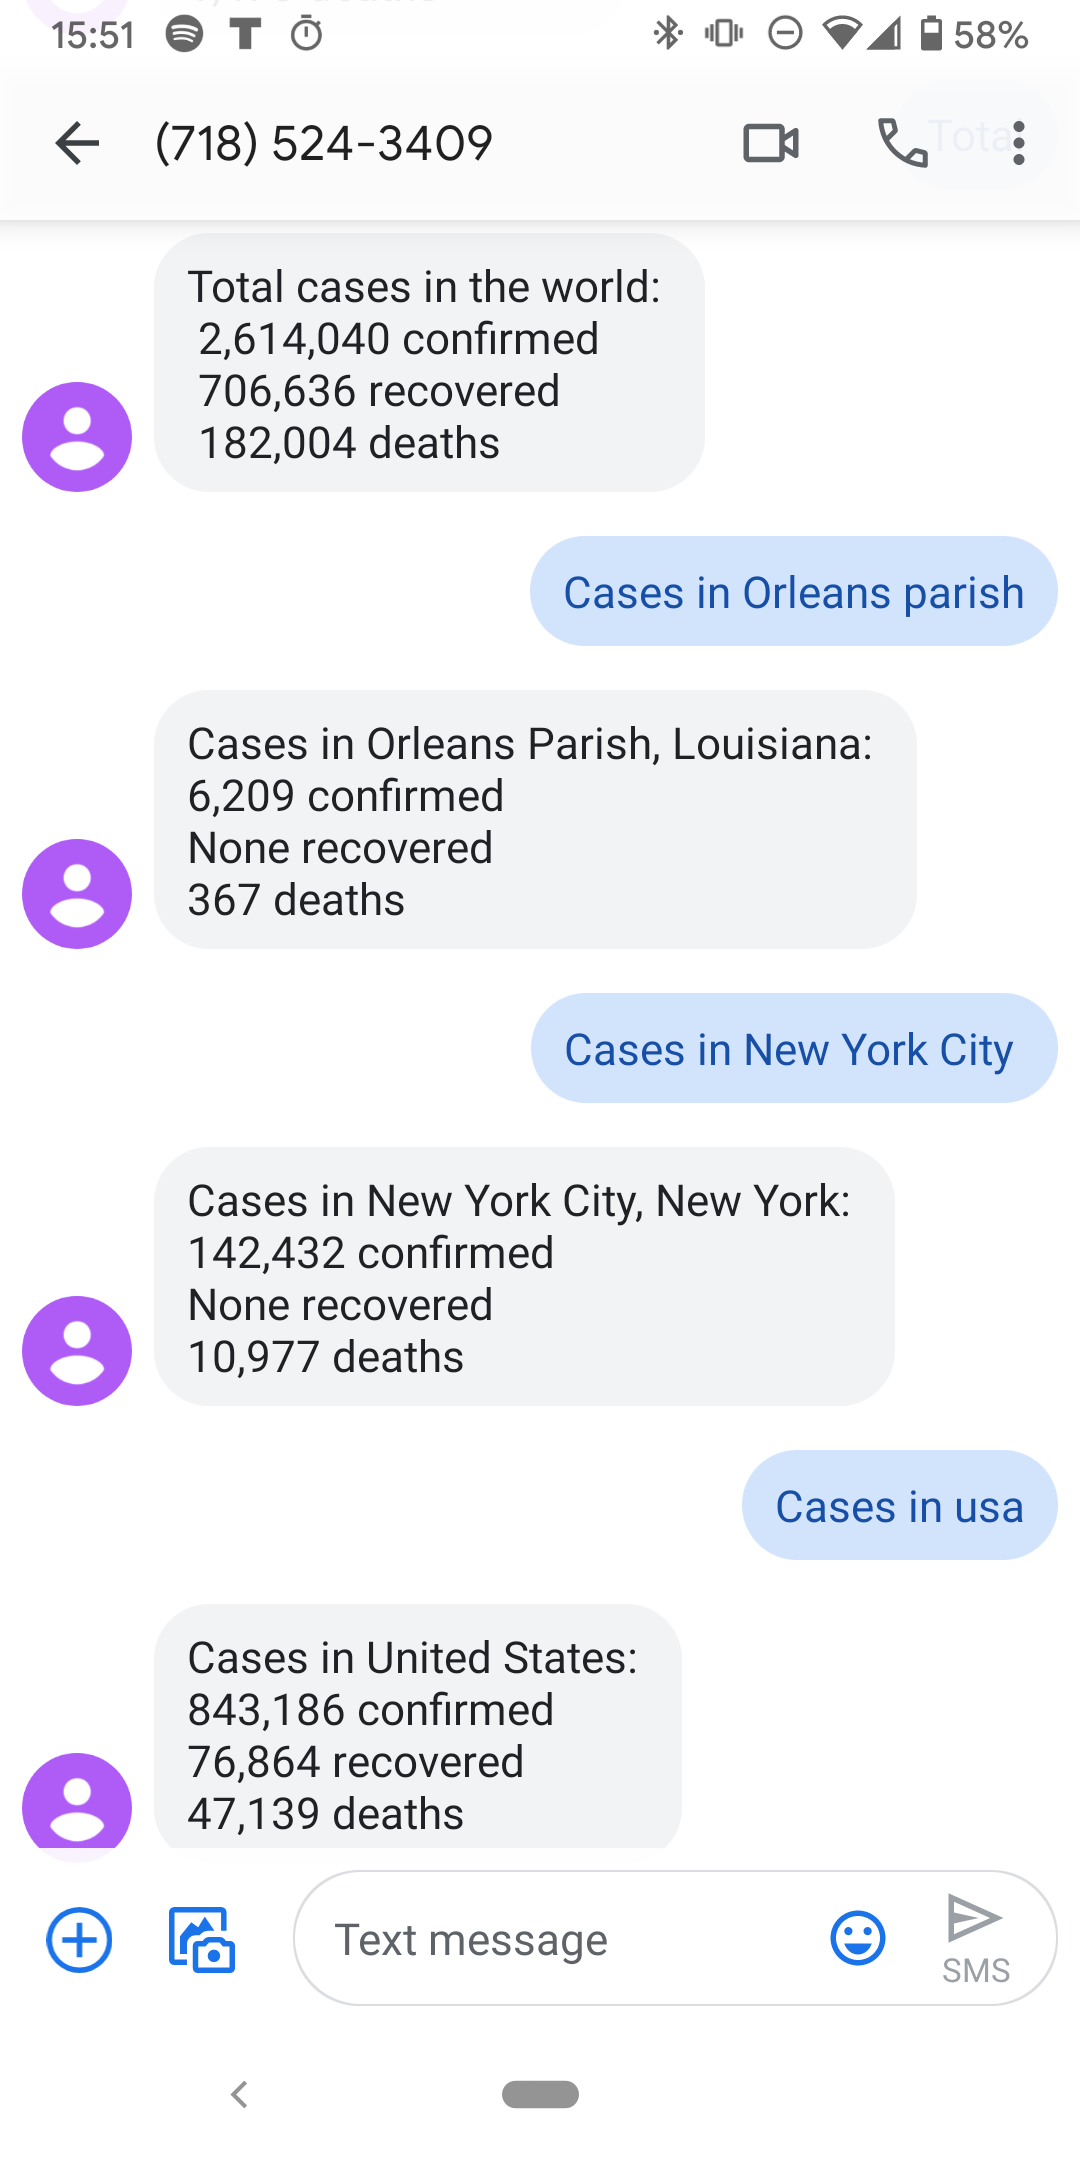 15:51 58%
(718) 524-3409
Tota
Total cases in the world:
2,614,040 confirmed
706,636 recovered
182,004 deaths
Cases in Orleans parish
Cases in Orleans Parish, Louisiana:
6,209 confirmed
None recovered
367 deaths
Cases in New York City
Cases in New York City, New York:
142,432 confirmed
None recovered
10,977 deaths
Cases in usa
Cases in United States:
843,186 confirmed
76,864 recovered
47,139 deaths
Text message
SMS